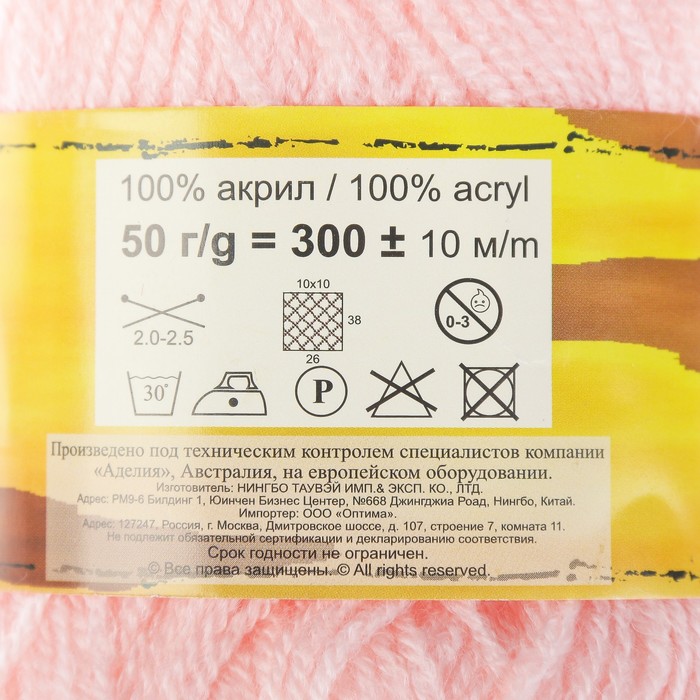 100% акрил / 100% acryl
50 г/g = 300 ± 10 м/m
10x10
38
26
2.0-2.5
0-3
30°
P
Произведено под техническим контролем специалистов компании
«Аделия», Австралия, на европейском оборудовании.
Изготовитель: НИНГБО ТАУВЭЙ ИМП.& ЭКСП. КО., ЛТД.
Адрес: РМ9-6 Билдинг 1, Юинчен Бизнес Центр, №668 Джингджиа Роад, Нингбо, Китай.
Импортер: ООО «Оптима».
Адрес: 127247, Россия, г. Москва, Дмитровское шоссе, д. 107, строение 7, комната 11.
Не подлежит обязательной сертификации и декларированию соответствия.
Срок годности не ограничен.
© Все права защищены. © All rights reserved.